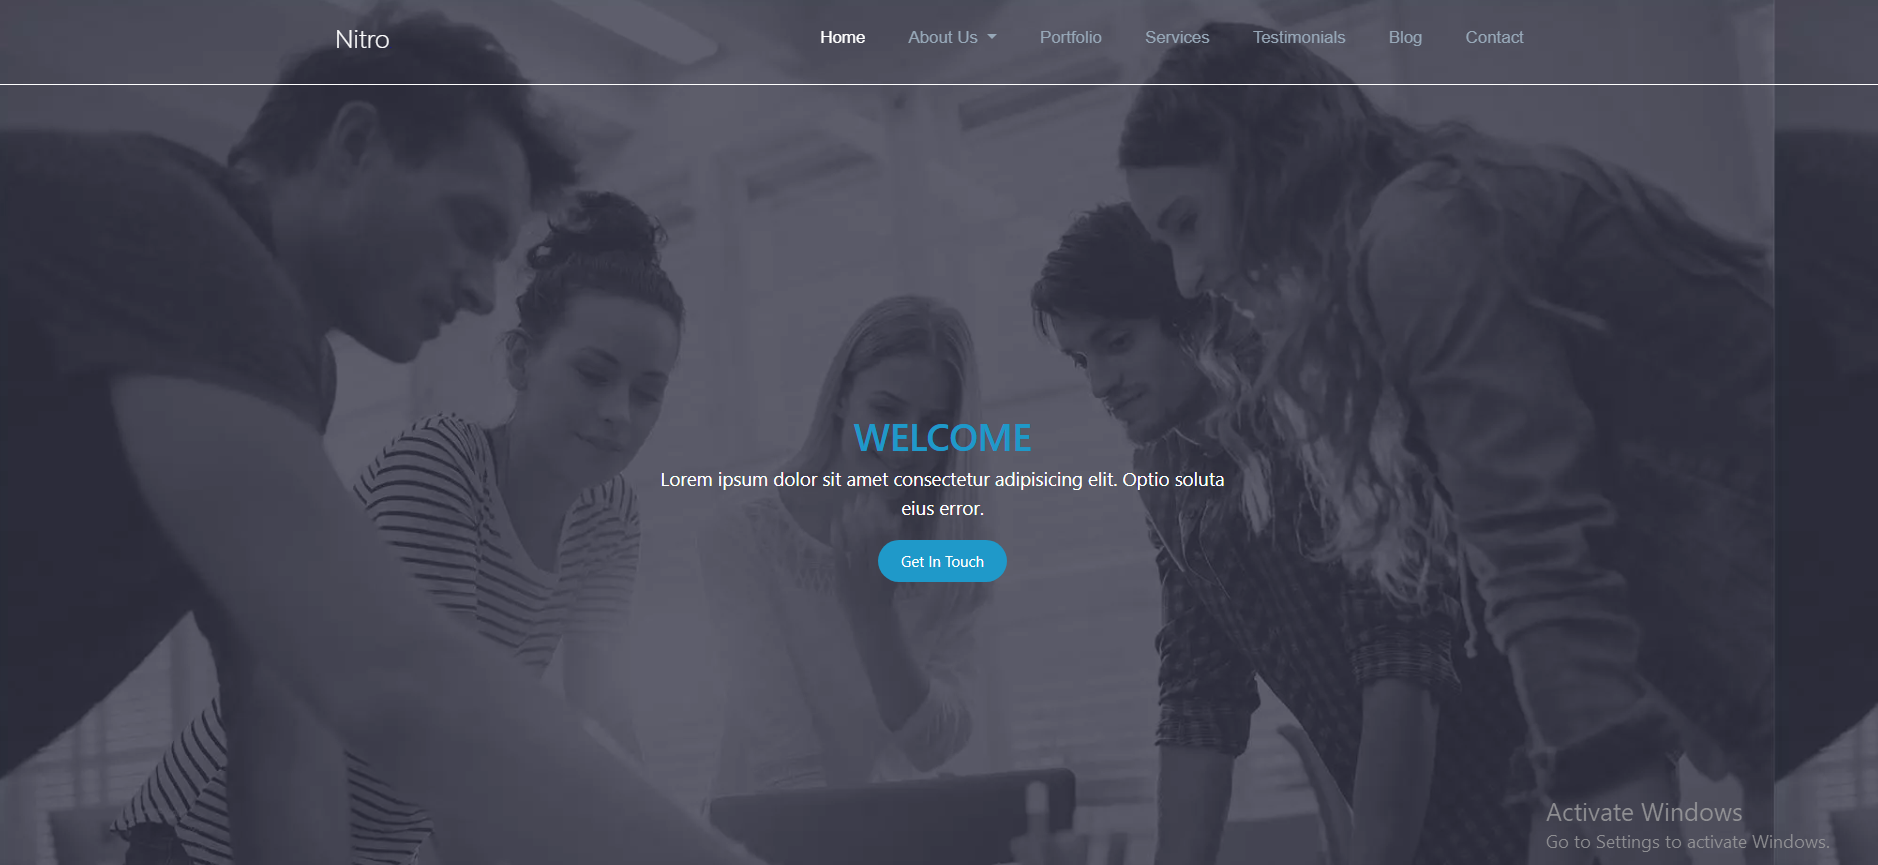 Nitro
Home About Us Portfolio Services Testimonials Blog Contact
WELCOME
Lorem ipsum dolor sit amet consectetur adipisicing elit. Optio soluta
eius error.
Get In Touch
Activate Windows
Go to Settings to activate Windows.